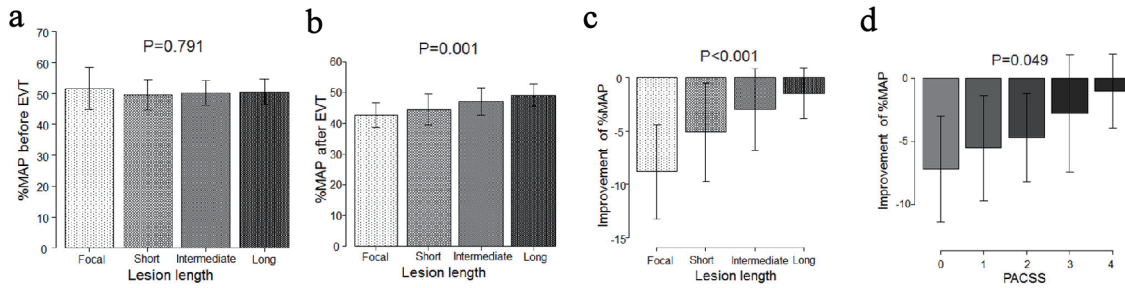 a
P=0.791
%MAP before EVT
70
60
50
40
30
20
10
0
Focal Short Intermediate Long
Lesion length
b
P=0.001
%MAP after EVT
60
50
40
30
20
10
0
Focal Short Intermediate Long
Lesion length
c
P<0.001
Improvement of %MAP
0
-5
-10
-15
Focal Short Intermediate Long
Lesion length
d
P=0.049
Improvement of %MAP
0
-5
-10
0 1 2 3 4
PACSS